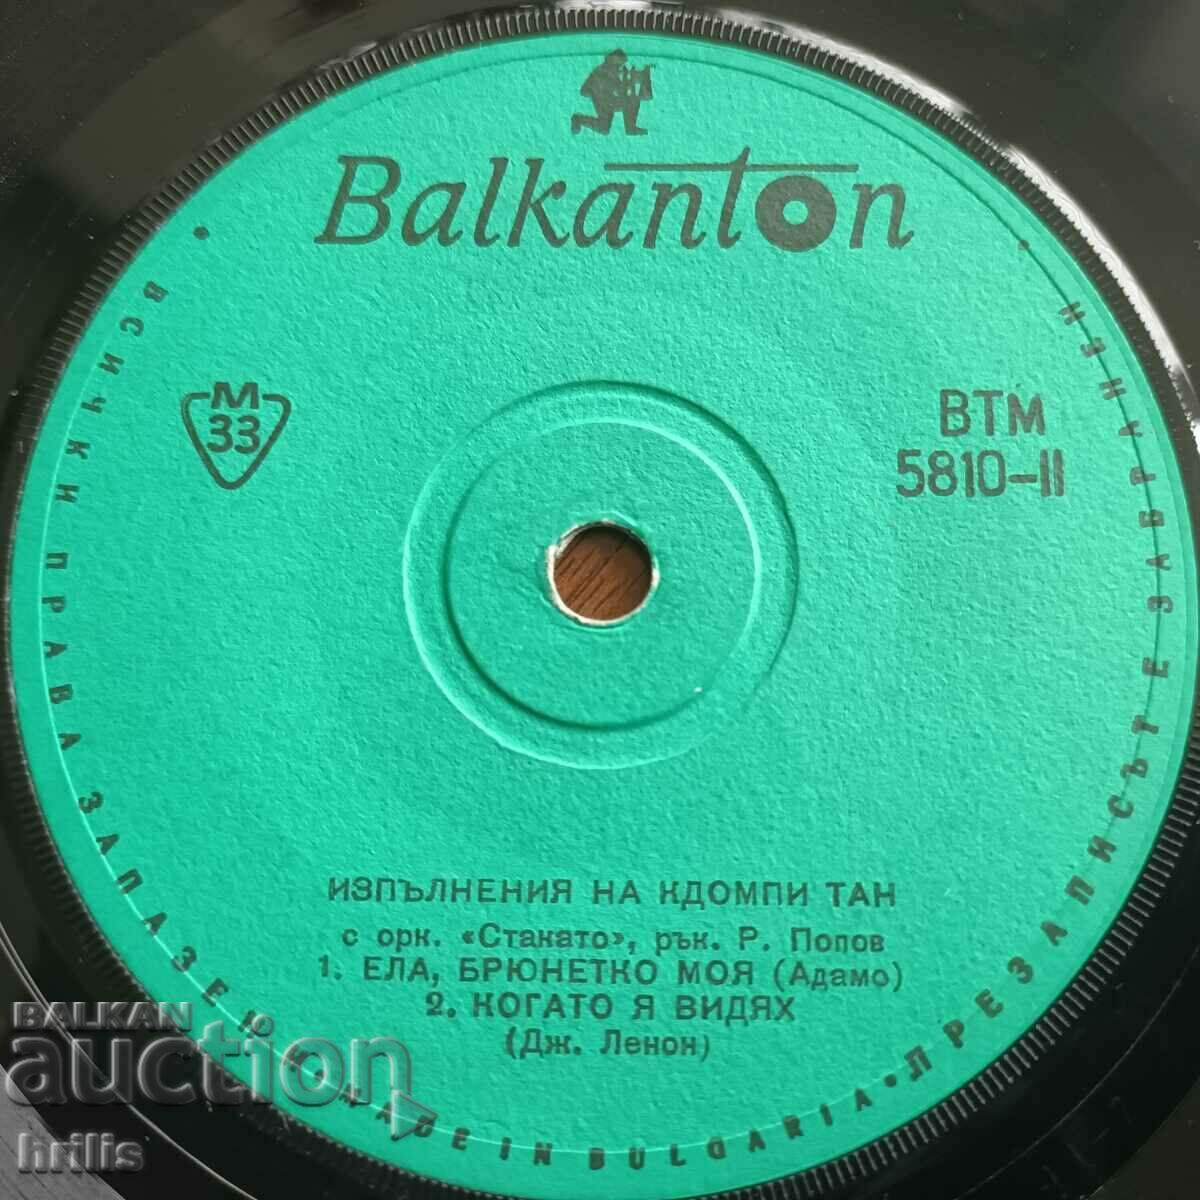 Balkanton
M
33
ВТМ
5810-II
ИЗПЪЛНЕНИЯ НА КДОМПИ ТАН
с орк. «Стакато», рък. Р. Попов
1. ЕЛА, БРЮНЕТКО МОЯ (Адамо)
2. КОГАТО Я ВИДЯХ
(Дж. Ленон)
• ВСИЧКИ ПРАВА ЗАПАЗЕНИ • MADE IN BULGARIA • ПРЕЗАПИСЪТ Е ЗАБРАНЕН •
BALKAN
auction
hrilis